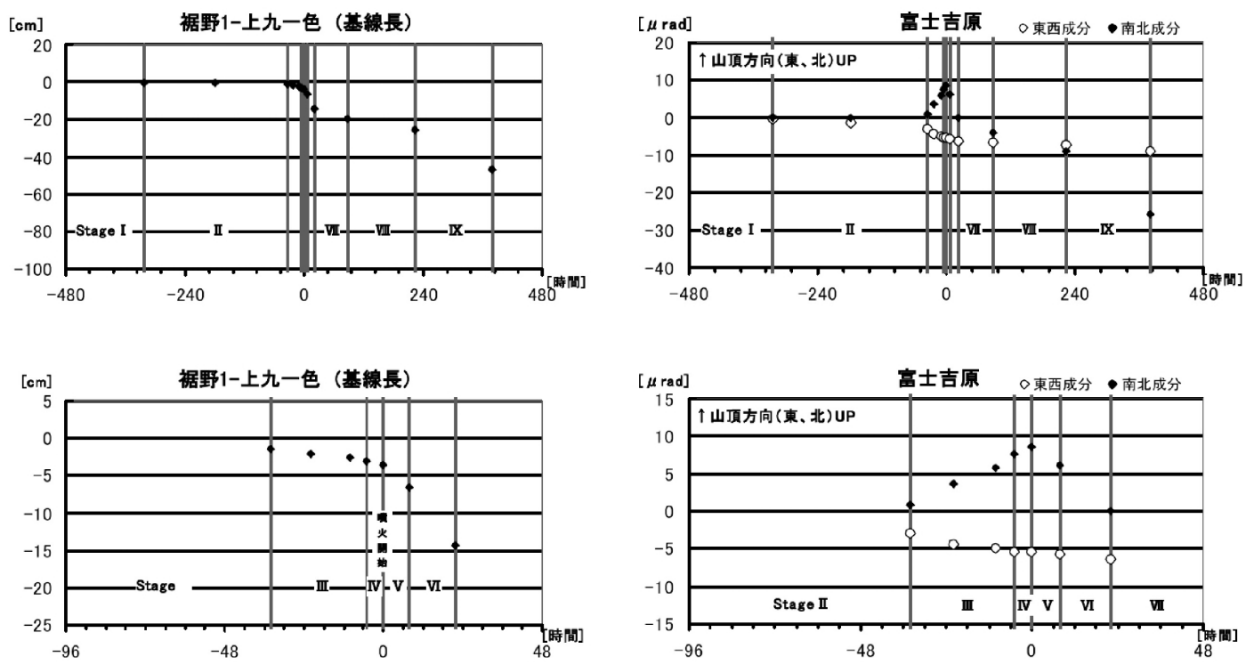 裾野1-上九一色 (基線長)
[cm]
20
0
-20
-40
-60
-80
-100
Stage Ⅰ Ⅱ Ⅶ Ⅷ Ⅸ
-480 -240 0 240 480
[時間]
富士吉原
[μrad]
○東西成分 ●南北成分
↑山頂方向(東、北)UP
20
10
0
-10
-20
-30
-40
Stage Ⅰ Ⅱ Ⅶ Ⅷ Ⅸ
-480 -240 0 240 480
[時間]
裾野1-上九一色 (基線長)
[cm]
5
0
-5
-10
-15
-20
-25
噴火開始
Stage Ⅲ Ⅳ Ⅴ Ⅵ
-96 -48 0 48
[時間]
富士吉原
[μrad]
○東西成分 ●南北成分
↑山頂方向(東、北)UP
15
10
5
0
-5
-10
-15
Stage Ⅱ Ⅲ Ⅳ Ⅴ Ⅵ Ⅶ
-96 -48 0 48
[時間]